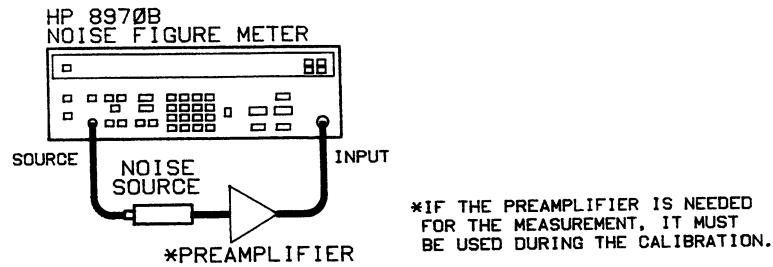 HP 8970B
NOISE FIGURE METER
SOURCE
INPUT
NOISE
SOURCE
*PREAMPLIFIER
*IF THE PREAMPLIFIER IS NEEDED
FOR THE MEASUREMENT, IT MUST
BE USED DURING THE CALIBRATION.